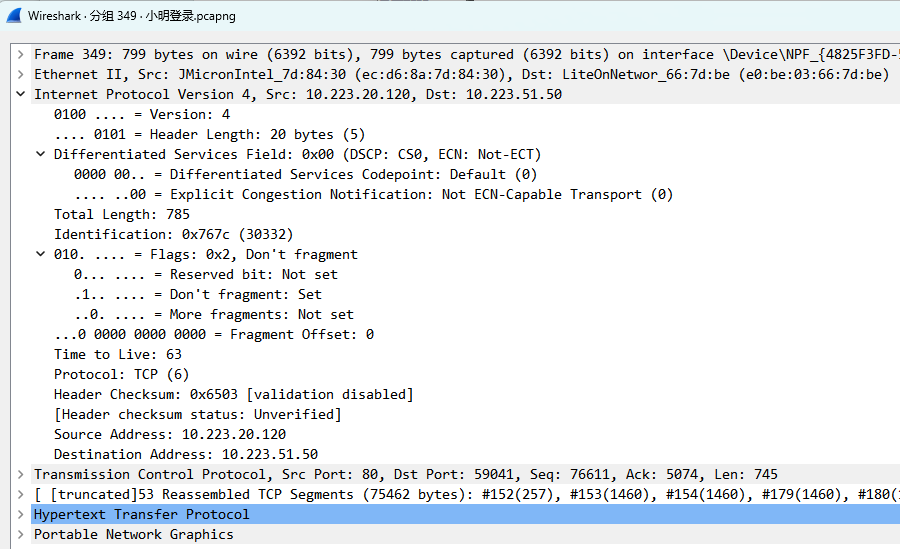 Wireshark · 分组 349 · 小明登录.pcapng
Frame 349: 799 bytes on wire (6392 bits), 799 bytes captured (6392 bits) on interface \Device\NPF_{4825F3FD-
Ethernet II, Src: JMicronIntel_7d:84:30 (ec:d6:8a:7d:84:30), Dst: LiteOnNetwor_66:7d:be (e0:be:03:66:7d:be)
Internet Protocol Version 4, Src: 10.223.20.120, Dst: 10.223.51.50
0100 .... = Version: 4
.... 0101 = Header Length: 20 bytes (5)
Differentiated Services Field: 0x00 (DSCP: CS0, ECN: Not-ECT)
0000 00.. = Differentiated Services Codepoint: Default (0)
.... ..00 = Explicit Congestion Notification: Not ECN-Capable Transport (0)
Total Length: 785
Identification: 0x767c (30332)
010. .... = Flags: 0x2, Don't fragment
0... .... = Reserved bit: Not set
.1.. .... = Don't fragment: Set
..0. .... = More fragments: Not set
...0 0000 0000 0000 = Fragment Offset: 0
Time to Live: 63
Protocol: TCP (6)
Header Checksum: 0x6503 [validation disabled]
[Header checksum status: Unverified]
Source Address: 10.223.20.120
Destination Address: 10.223.51.50
Transmission Control Protocol, Src Port: 80, Dst Port: 59041, Seq: 76611, Ack: 5074, Len: 745
[ [truncated]53 Reassembled TCP Segments (75462 bytes): #152(257), #153(1460), #154(1460), #179(1460), #180(
Hypertext Transfer Protocol
Portable Network Graphics